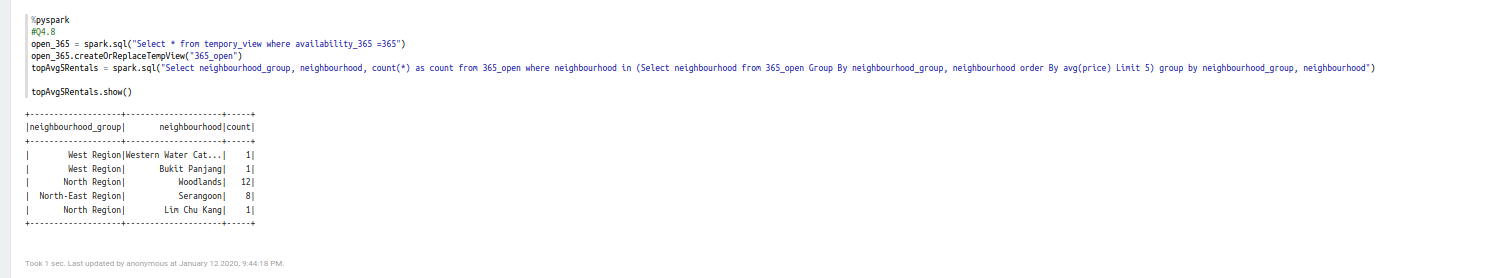 %pyspark
#Q4.8
open_365 = spark.sql("Select * from tempory_view where availability_365 =365")
open_365.createOrReplaceTempView("365_open")
topAvg5Rentals = spark.sql("Select neighbourhood_group, neighbourhood, count(*) as count from 365_open where neighbourhood in (Select neighbourhood from 365_open Group By neighbourhood_group, neighbourhood order By avg(price) Limit 5) group by neighbourhood_group, neighbourhood")
topAvg5Rentals.show()
+-------------------+--------------------+-----+
|neighbourhood_group|       neighbourhood|count|
+-------------------+--------------------+-----+
|        West Region|Western Water Cat...|    1|
|        West Region|       Bukit Panjang|    1|
|       North Region|           Woodlands|   12|
|  North-East Region|           Serangoon|    8|
|       North Region|        Lim Chu Kang|    1|
+-------------------+--------------------+-----+
Took 1 sec. Last updated by anonymous at January 12 2020, 9:44:18 PM.